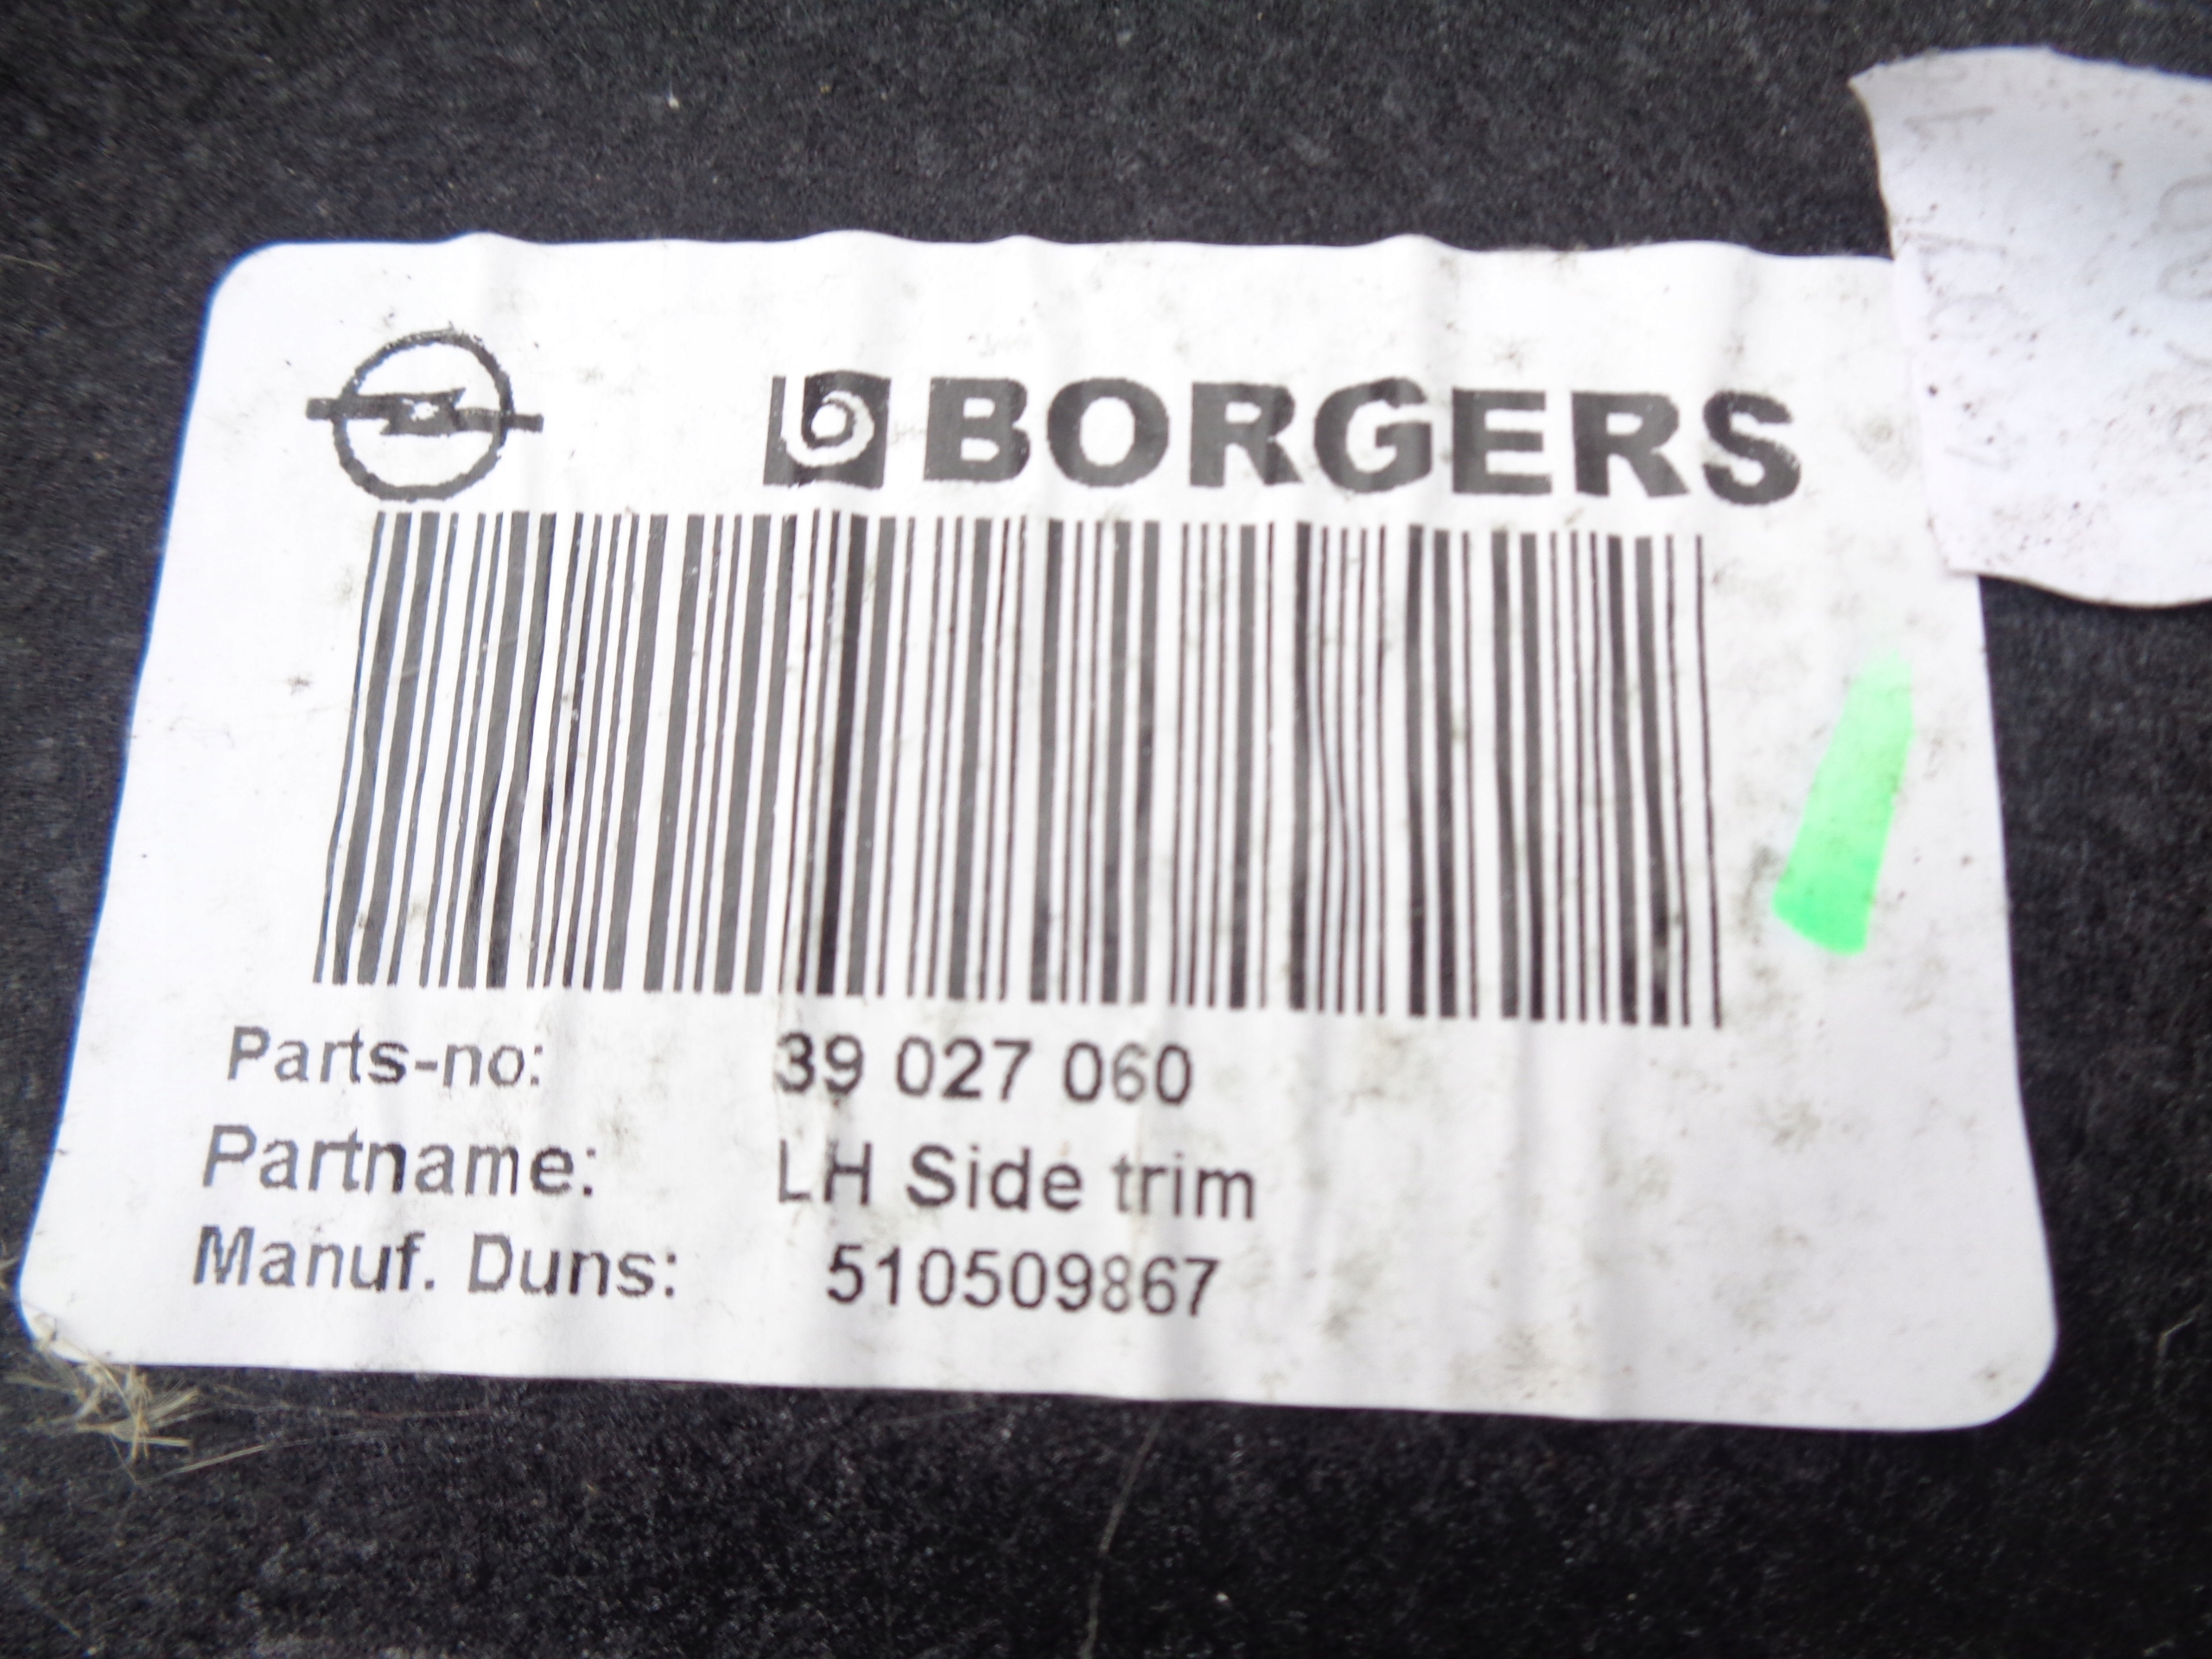 BORGERS
Parts-no: 39 027 060
Partname: LH Side trim
Manuf. Duns: 510509867